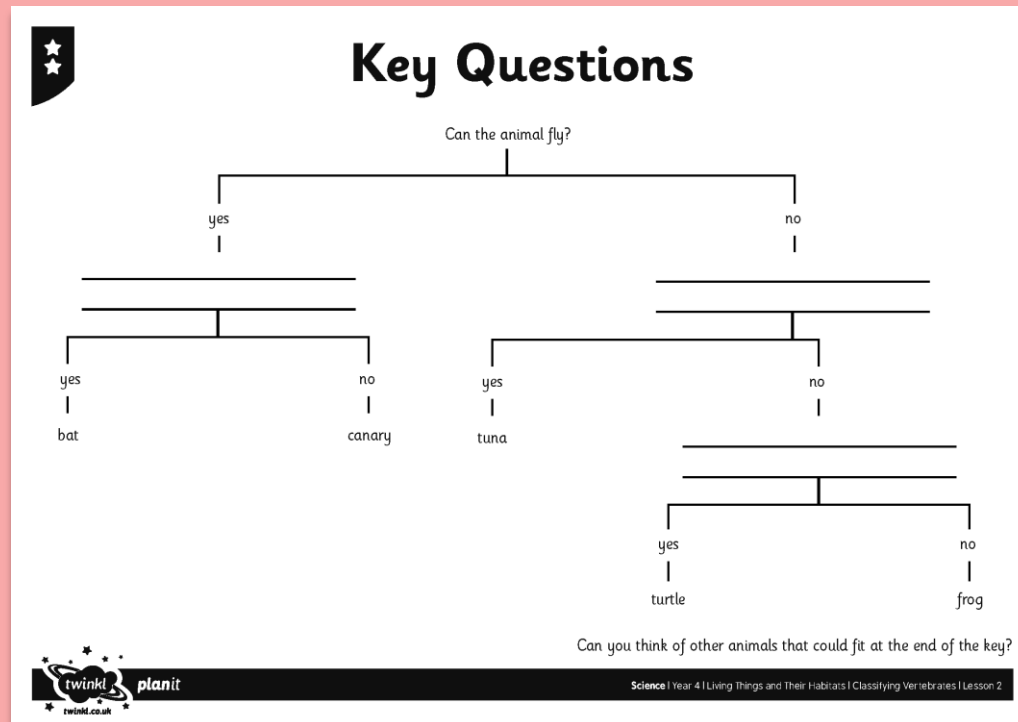 Key Questions
Can the animal fly?
yes
no
yes
no
yes
no
bat
canary
tuna
yes
no
turtle
frog
Can you think of other animals that could fit at the end of the key?
twinkl
planit
twinkl.co.uk
Science | Year 4 | Living Things and Their Habitats | Classifying Vertebrates | Lesson 2